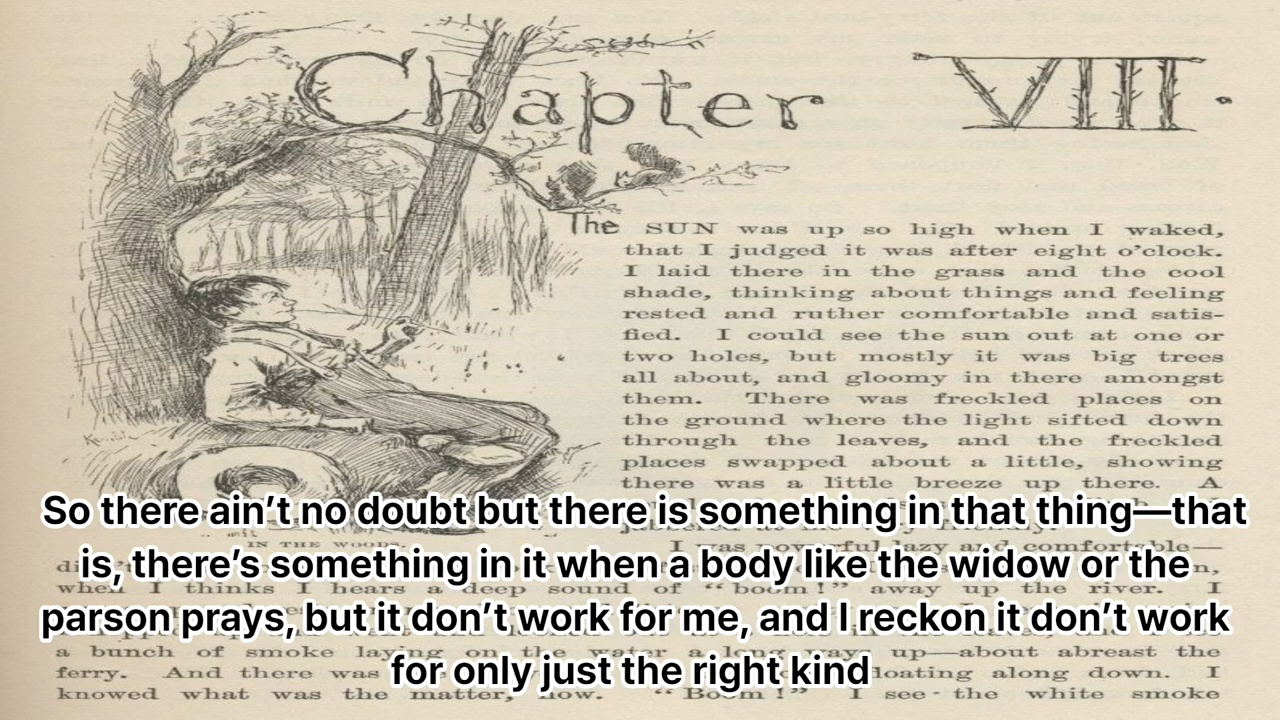 Chapter VIII.
The SUN was up so high when I waked,
that I judged it was after eight o'clock.
I laid there in the grass and the cool
shade, thinking about things and feeling
rested and ruther comfortable and satis-
fied. I could see the sun out at one or
two holes, but mostly it was big trees
all about, and gloomy in there amongst
them. There was freckled places on
the ground where the light sifted down
through the leaves, and the freckled
places swapped about a little, showing
there was a little breeze up there. A
IN THE WOODS.
I was powerful lazy and comfortable—
when I thinks I hears a deep sound of “boom!” away up the river. I
a bunch of smoke laying on the water a long ways up—about abreast the
ferry. And there was floating along down. I
knowed what was the matter, now. “Boom!” I see the white smoke
So there ain’t no doubt but there is something in that thing—that
is, there’s something in it when a body like the widow or the
parson prays, but it don’t work for me, and I reckon it don’t work
for only just the right kind